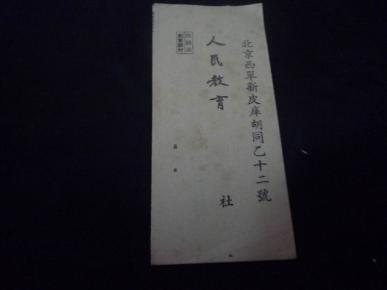 北京西單新皮庫胡同乙十二號
人民教育
社